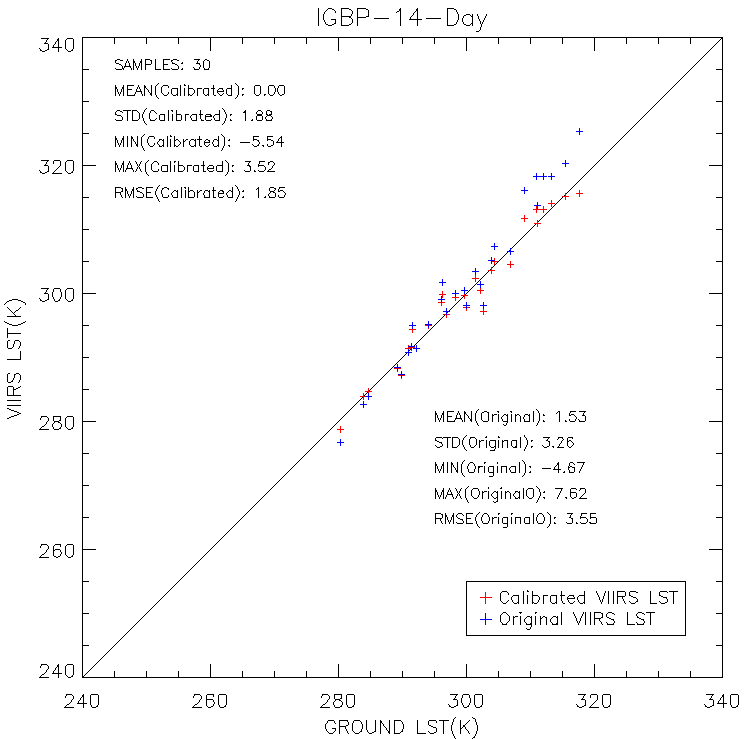 IGBP-14-Day
340
SAMPLES: 30
MEAN(Calibrated): 0.00
STD(Calibrated): 1.88
MIN(Calibrated): -5.54
MAX(Calibrated): 3.52
RMSE(Calibrated): 1.85
320
300
VIIRS LST(K)
280
MEAN(Original): 1.53
STD(Original): 3.26
MIN(Original): -4.67
MAX(OriginalO): 7.62
RMSE(OriginalO): 3.55
260
Calibrated VIIRS LST
Original VIIRS LST
240
240 260 280 300 320 340
GROUND LST(K)